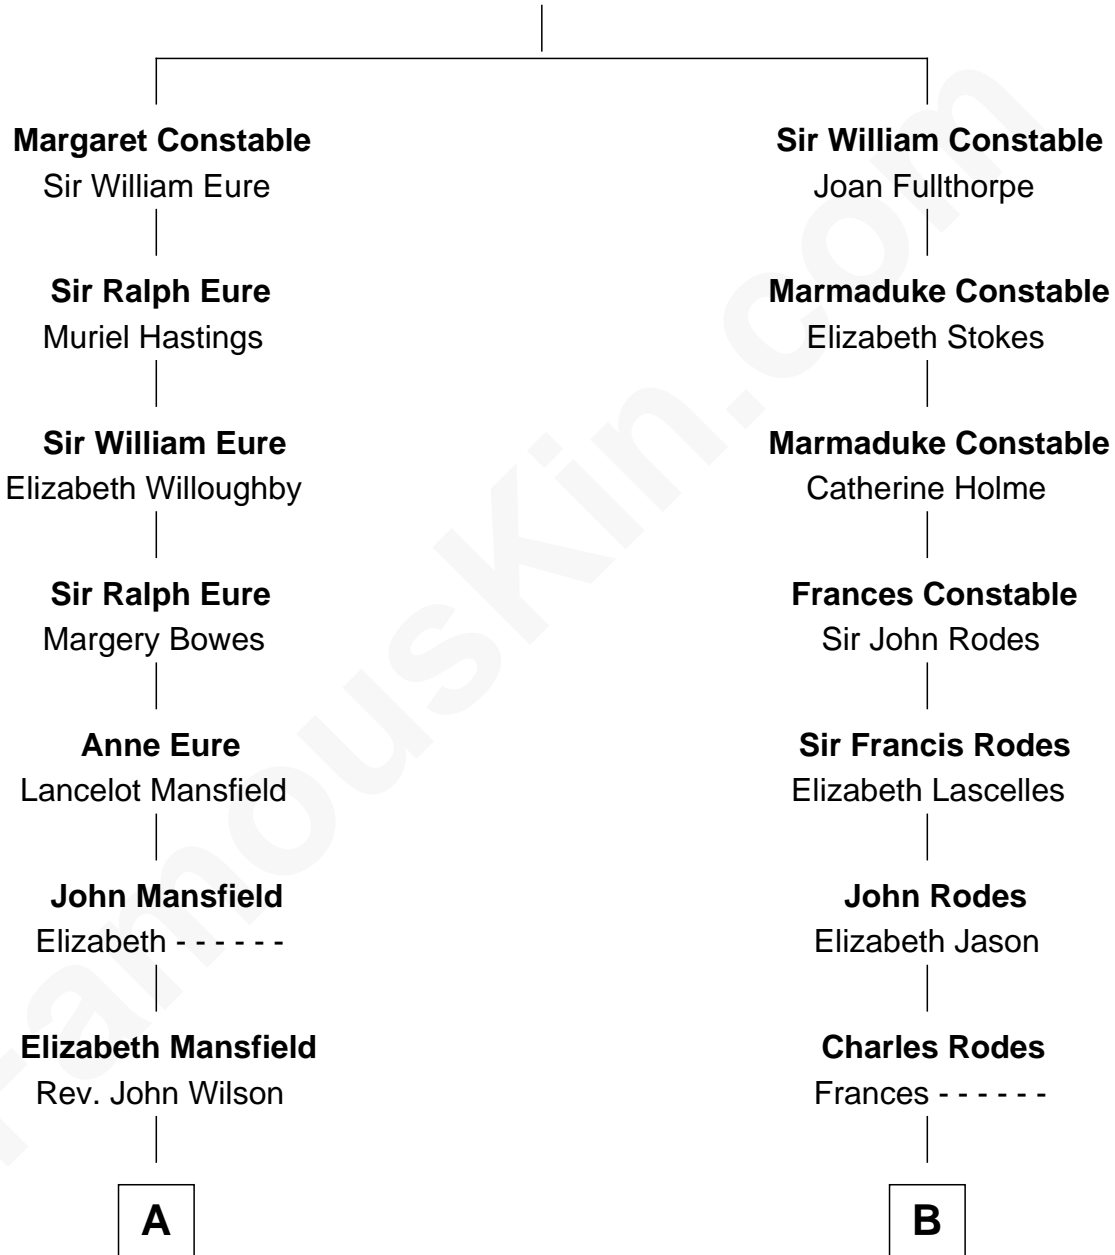 Margaret Constable
Sir William Eure
Sir Ralph Eure
Muriel Hastings
Sir William Eure
Elizabeth Willoughby
Sir Ralph Eure
Margery Bowes
Anne Eure
Lancelot Mansfield
John Mansfield
Elizabeth - - - - - -
Elizabeth Mansfield
Rev. John Wilson
A
Sir William Constable
Joan Fullthorpe
Marmaduke Constable
Elizabeth Stokes
Marmaduke Constable
Catherine Holme
Frances Constable
Sir John Rodes
Sir Francis Rodes
Elizabeth Lascelles
John Rodes
Elizabeth Jason
Charles Rodes
Frances - - - - - -
B
FamousKin.com